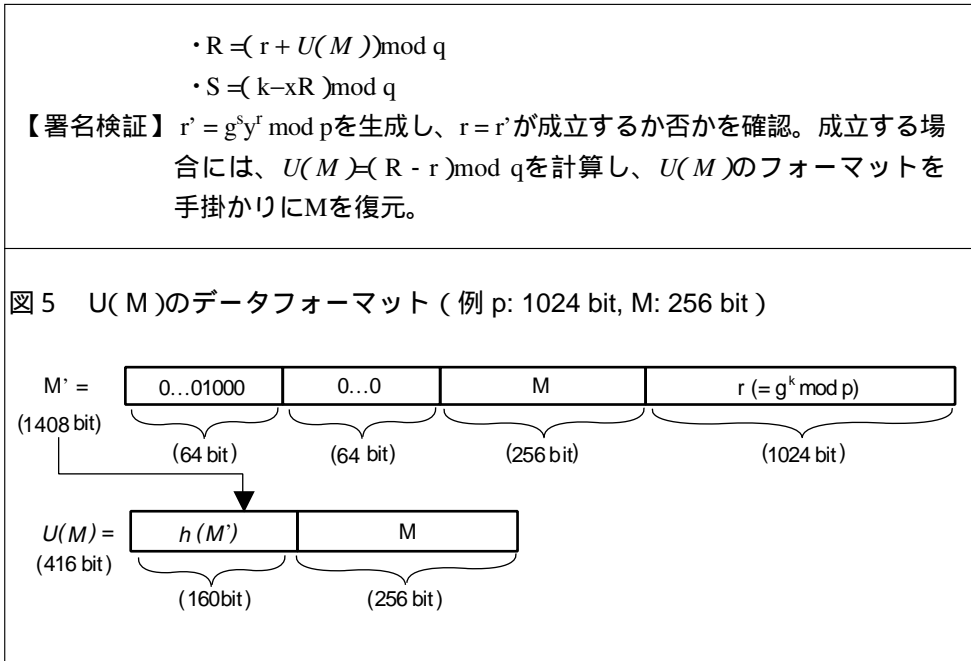 ・R =( r + U( M ))mod q
・S =( k−xR )mod q
【署名検証】 r’ = gˢyʳ mod pを生成し、r = r’が成立するか否かを確認。成立する場
合には、U( M )=( R - r )mod qを計算し、U( M )のフォーマットを
手掛かりにMを復元。
図5 U( M )のデータフォーマット（例 p: 1024 bit, M: 256 bit）
M’ = 0…01000 0…0 M r (= gᵏ mod p)
(1408 bit) (64 bit) (64 bit) (256 bit) (1024 bit)
U(M) = h (M’) M
(416 bit) (160bit) (256 bit)